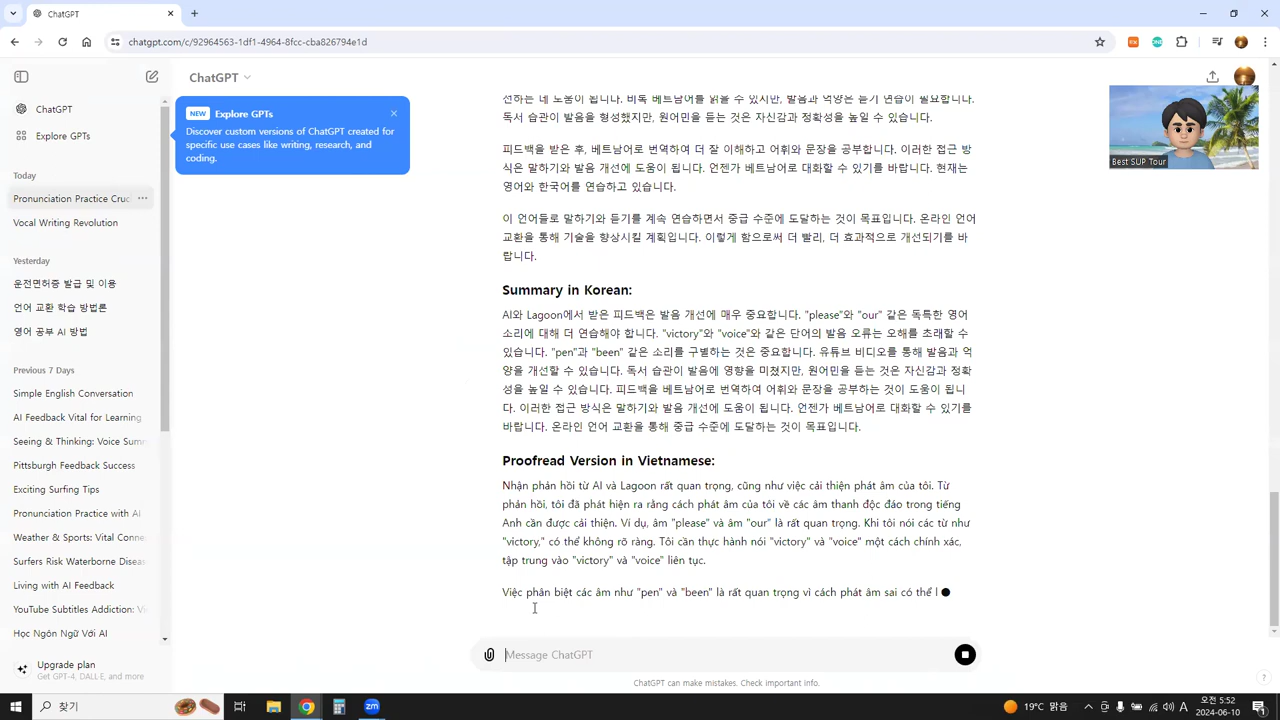 ChatGPT
chatgpt.com/c/92964563-1df1-4964-8fcc-cba826794e1d
ChatGPT
Explore GPTs
Today
Pronunciation Practice Cruc
Vocal Writing Revolution
Yesterday
운전면허증 발급 및 이용
언어 교환 학습 방법론
영어 공부 AI 방법
Previous 7 Days
Simple English Conversation
AI Feedback Vital for Learning
Seeing & Thinking: Voice Sum
Pittsburgh Feedback Success
Exciting Surfing Tips
Pronunciation Practice with AI
Weather & Sports: Vital Conne
Surfers Risk Waterborne Diseas
Living with AI Feedback
YouTube Subtitles Addiction: V
Học Ngôn Ngữ Với AI
Upgrade plan
Get GPT-4, DALL·E, and more
ChatGPT
NEW Explore GPTs
Discover custom versions of ChatGPT created for
specific use cases like writing, research, and
coding.
Best SUP Tour
선하는 데 도움이 됩니다. 비록 베트남어를 읽을 수 있지만, 발음과 억양은 듣기 연습이 필요합니다.
독서 습관이 발음을 형성했지만, 원어민을 듣는 것은 자신감과 정확성을 높일 수 있습니다.
피드백을 받은 후, 베트남어로 번역하여 더 잘 이해하고 어휘와 문장을 공부합니다. 이러한 접근 방
식은 말하기와 발음 개선에 도움이 됩니다. 언젠가 베트남어로 대화할 수 있기를 바랍니다. 현재는
영어와 한국어를 연습하고 있습니다.
이 언어들로 말하기와 듣기를 계속 연습하면서 중급 수준에 도달하는 것이 목표입니다. 온라인 언어
교환을 통해 기술을 향상시킬 계획입니다. 이렇게 함으로써 더 빨리, 더 효과적으로 개선되기를 바
랍니다.
Summary in Korean:
AI와 Lagoon에서 받은 피드백은 발음 개선에 매우 중요합니다. "please"와 "our" 같은 독특한 영어
소리에 대해 더 연습해야 합니다. "victory"와 "voice"와 같은 단어의 발음 오류는 오해를 초래할 수
있습니다. "pen"과 "been" 같은 소리를 구별하는 것은 중요합니다. 유튜브 비디오를 통해 발음과 억
양을 개선할 수 있습니다. 독서 습관이 발음에 영향을 미쳤지만, 원어민을 듣는 것은 자신감과 정확
성을 높일 수 있습니다. 피드백을 베트남어로 번역하여 어휘와 문장을 공부하는 것이 도움이 됩니
다. 이러한 접근 방식은 말하기와 발음 개선에 도움이 됩니다. 언젠가 베트남어로 대화할 수 있기를
바랍니다. 온라인 언어 교환을 통해 중급 수준에 도달하는 것이 목표입니다.
Proofread Version in Vietnamese:
Nhận phản hồi từ AI và Lagoon rất quan trọng, cũng như việc cải thiện phát âm của tôi. Từ
phản hồi, tôi đã phát hiện ra rằng cách phát âm của tôi về các âm thanh độc đáo trong tiếng
Anh cần được cải thiện. Ví dụ, âm "please" và âm "our" là rất quan trọng. Khi tôi nói các từ như
"victory," có thể không rõ ràng. Tôi cần thực hành nói "victory" và "voice" một cách chính xác,
tập trung vào "victory" và "voice" liên tục.
Việc phân biệt các âm như "pen" và "been" là rất quan trọng vì cách phát âm sai có thể l
Message ChatGPT
ChatGPT can make mistakes. Check important info.
?
찾기
19°C 맑음
A
오전 5:52
2024-06-10